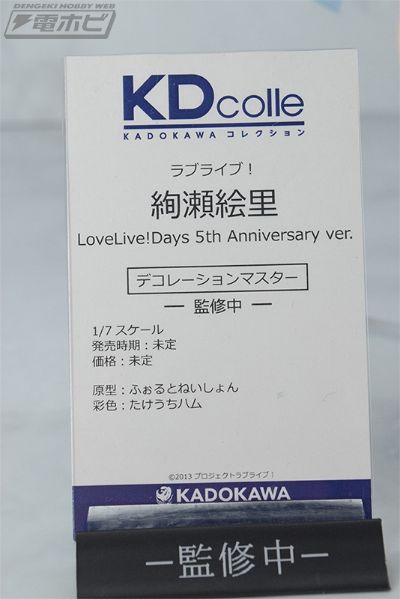 DENGEKI HOBBY WEB
電ホビ
KDcolle
KADOKAWA コレクション
ラブライブ！
絢瀬絵里
LoveLive!Days 5th Anniversary ver.
デコレーションマスター
― 監修中 ―
1/7 スケール
発売時期：未定
価格：未定
原型：ふぉるとねいしょん
彩色：たけうちハム
©2013 プロジェクトラブライブ！
KADOKAWA
―監修中―